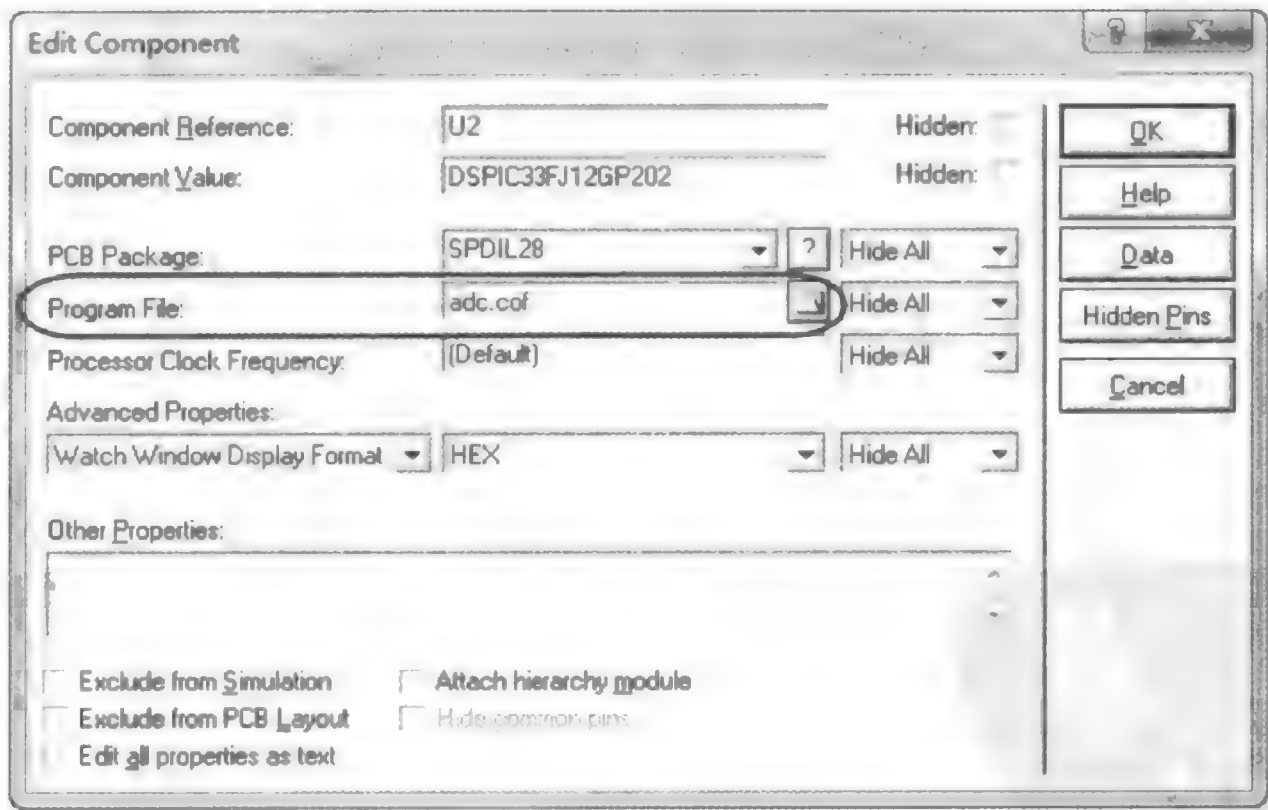 Edit Component
? X
Component Reference: U2 Hidden:
Component Value: DSPIC33FJ12GP202 Hidden:
PCB Package: SPDIL28 ? Hide All
Program File: adc.cof Hide All
Processor Clock Frequency: (Default) Hide All
Advanced Properties:
Watch Window Display Format HEX Hide All
Other Properties:
Exclude from Simulation Attach hierarchy module
Exclude from PCB Layout Hide common pins
Edit all properties as text
OK
Help
Data
Hidden Pins
Cancel